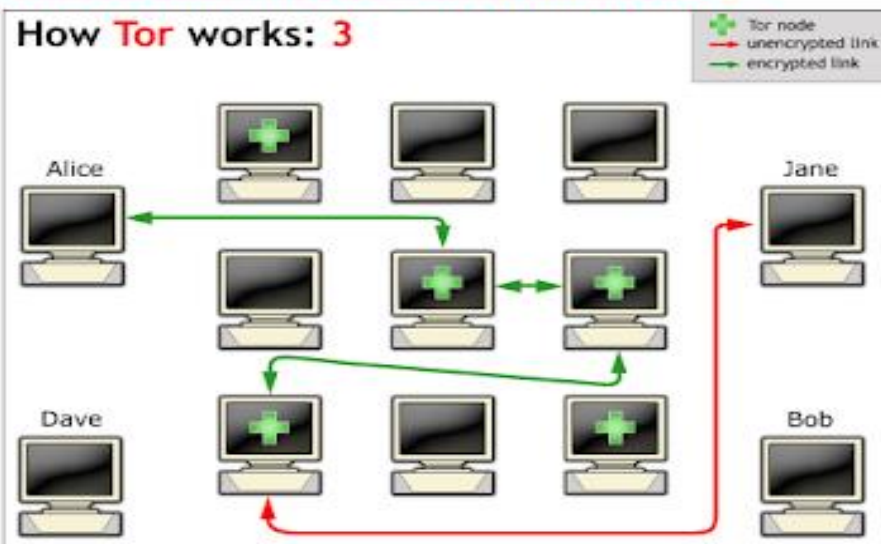 How Tor works: 3
Tor node
unencrypted link
encrypted link
Alice
Jane
Dave
Bob